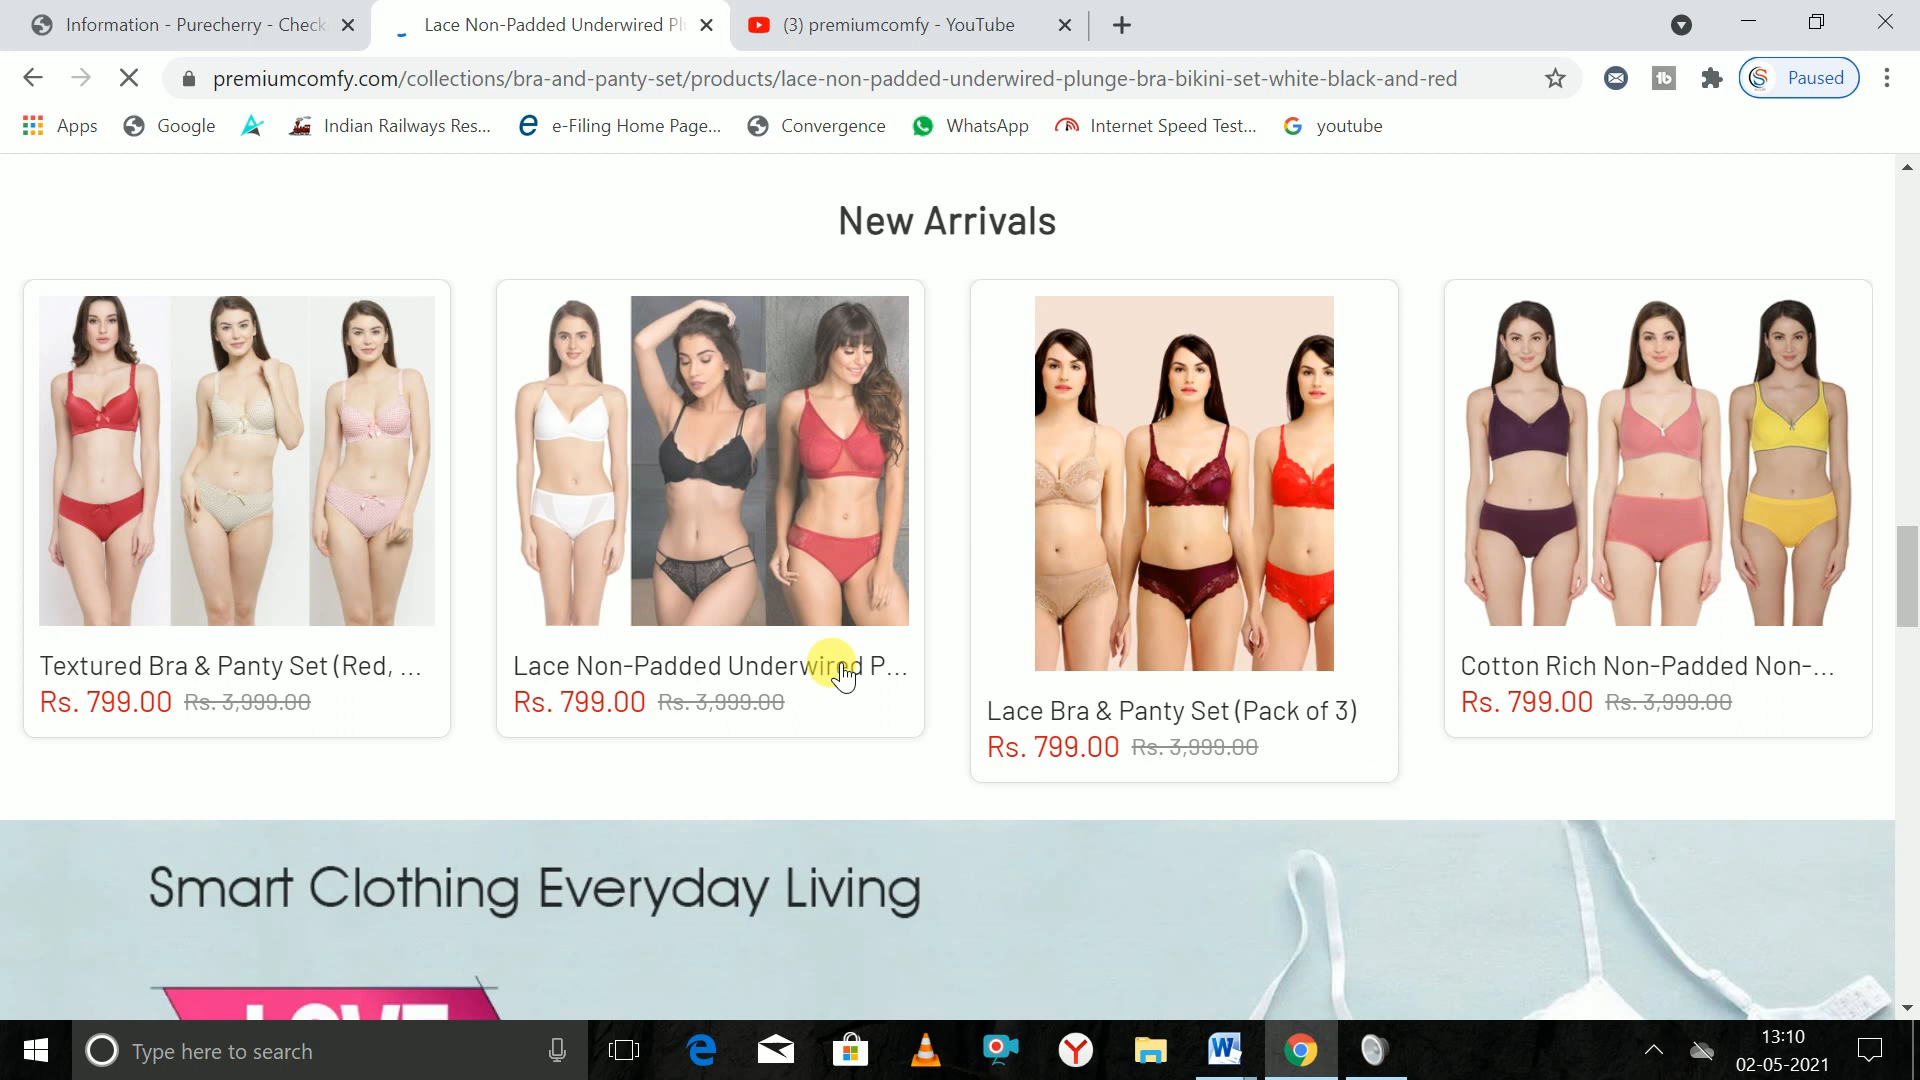 Information - Purecherry - Check
Lace Non-Padded Underwired Pl
(3) premiumcomfy - YouTube
premiumcomfy.com/collections/bra-and-panty-set/products/lace-non-padded-underwired-plunge-bra-bikini-set-white-black-and-red
Paused
Apps
Google
Indian Railways Res...
e-Filing Home Page...
Convergence
WhatsApp
Internet Speed Test...
youtube
New Arrivals
Textured Bra & Panty Set (Red, ...
Rs. 799.00 Rs. 3,999.00
Lace Non-Padded Underwired P...
Rs. 799.00 Rs. 3,999.00
Lace Bra & Panty Set (Pack of 3)
Rs. 799.00 Rs. 3,999.00
Cotton Rich Non-Padded Non-...
Rs. 799.00 Rs. 3,999.00
Smart Clothing Everyday Living
LOVE
Type here to search
13:10
02-05-2021